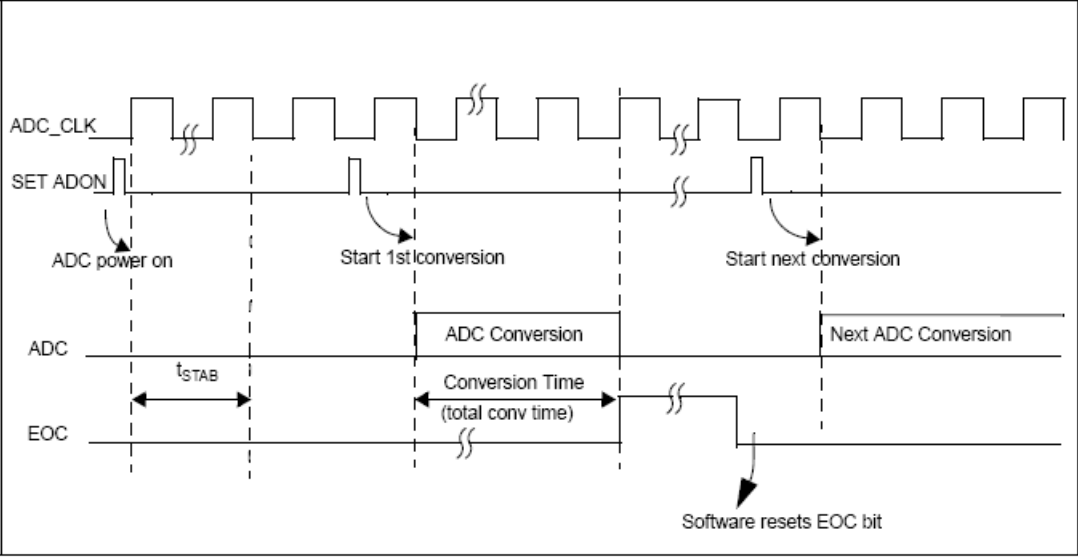 ADC_CLK
SET ADON
ADC power on
Start 1st conversion
Start next conversion
ADC
ADC Conversion
Next ADC Conversion
tSTAB
Conversion Time
(total conv time)
EOC
Software resets EOC bit